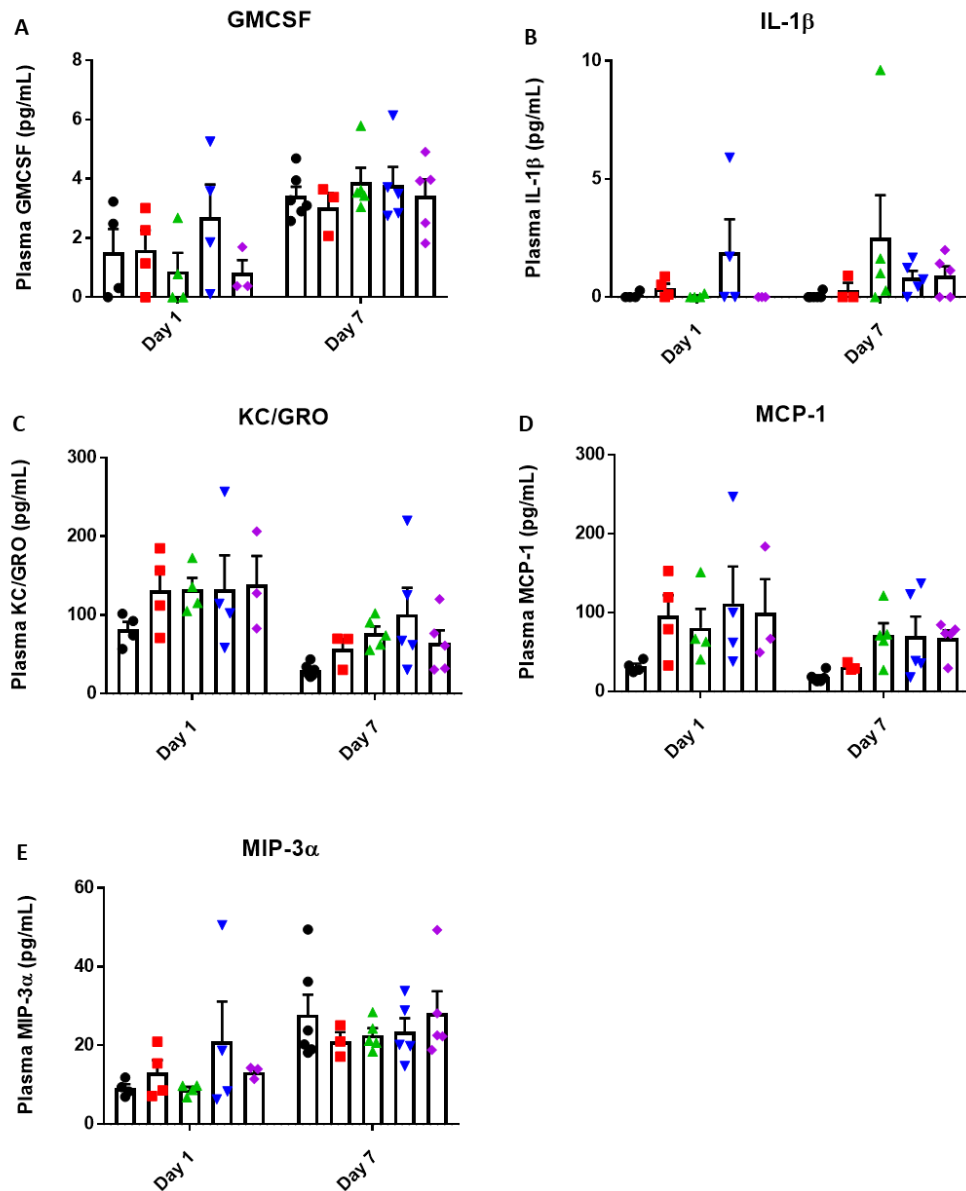 A
GMCSF
Plasma GMCSF (pg/mL)
8
6
4
2
0
Day 1
Day 7
B
IL-1β
Plasma IL-1β (pg/mL)
10
5
0
Day 1
Day 7
C
KC/GRO
Plasma KC/GRO (pg/mL)
300
200
100
0
Day 1
Day 7
D
MCP-1
Plasma MCP-1 (pg/mL)
300
200
100
0
Day 1
Day 7
E
MIP-3α
Plasma MIP-3α (pg/mL)
60
40
20
0
Day 1
Day 7